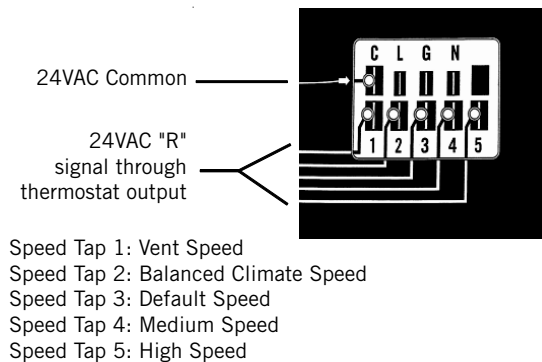 C L G N
24VAC Common
1 2 3 4 5
24VAC "R"
signal through
thermostat output
Speed Tap 1: Vent Speed
Speed Tap 2: Balanced Climate Speed
Speed Tap 3: Default Speed
Speed Tap 4: Medium Speed
Speed Tap 5: High Speed